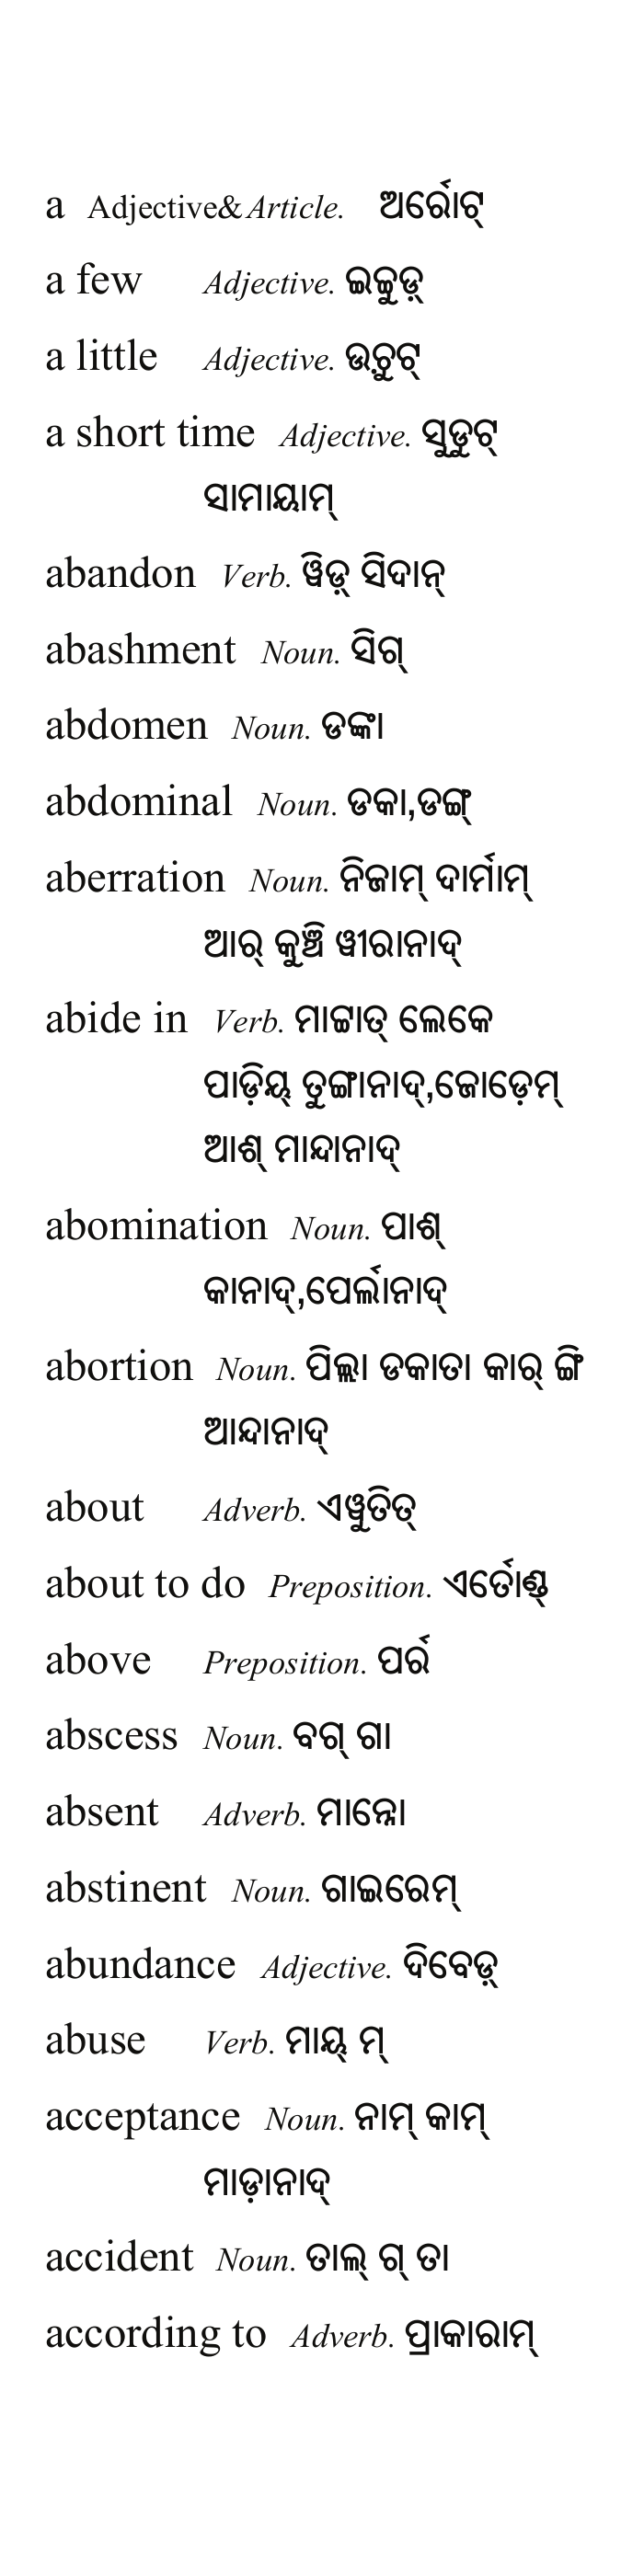 a Adjective&Article. ଅର୍ରୋଟ୍
a few Adjective. ଇଚ୍ଚୁଡ଼୍
a little Adjective. ଉଚୁଟ୍
a short time Adjective. ସୁଡୁଟ୍
ସାମାୟାମ୍
abandon Verb. ୱିଡ଼୍ ସିଦାନ୍
abashment Noun. ସିଗ୍
abdomen Noun. ଡଙ୍କା
abdominal Noun. ଡକା,ଡଙ୍ଗ୍
aberration Noun. ନିଜାମ୍ ଦାର୍ମାମ୍
ଆର୍ କୁଞ୍ଚି ୱୀରାନାଦ୍
abide in Verb. ମାଟ୍ଟାତ୍ ଲେକେ
ପାଡ଼ିୟ୍ ତୁଙ୍ଗାନାଦ୍,ଜୋଡ଼େମ୍
ଆଶ୍ ମାନ୍ଦାନାଦ୍
abomination Noun. ପାଶ୍
କାନାଦ୍,ପେର୍ଲାନାଦ୍
abortion Noun. ପିଲ୍ଲା ଡକାତା କାର୍ ଙ୍ଗି
ଆନ୍ଦାନାଦ୍
about Adverb. ଏୱୁତିତ୍
about to do Preposition. ଏର୍ତୋଣ୍ଡ୍
above Preposition. ପର୍ର
abscess Noun. ବଗ୍ ଗା
absent Adverb. ମାନ୍ନୋ
abstinent Noun. ଗାଇରେମ୍
abundance Adjective. ଦିବେଡ଼୍
abuse Verb. ମାୟ୍ ମ୍
acceptance Noun. ନାମ୍ କାମ୍
ମାଡ଼ାନାଦ୍
accident Noun. ତାଲ୍ ଗ୍ ତା
according to Adverb. ପ୍ରାକାରାମ୍